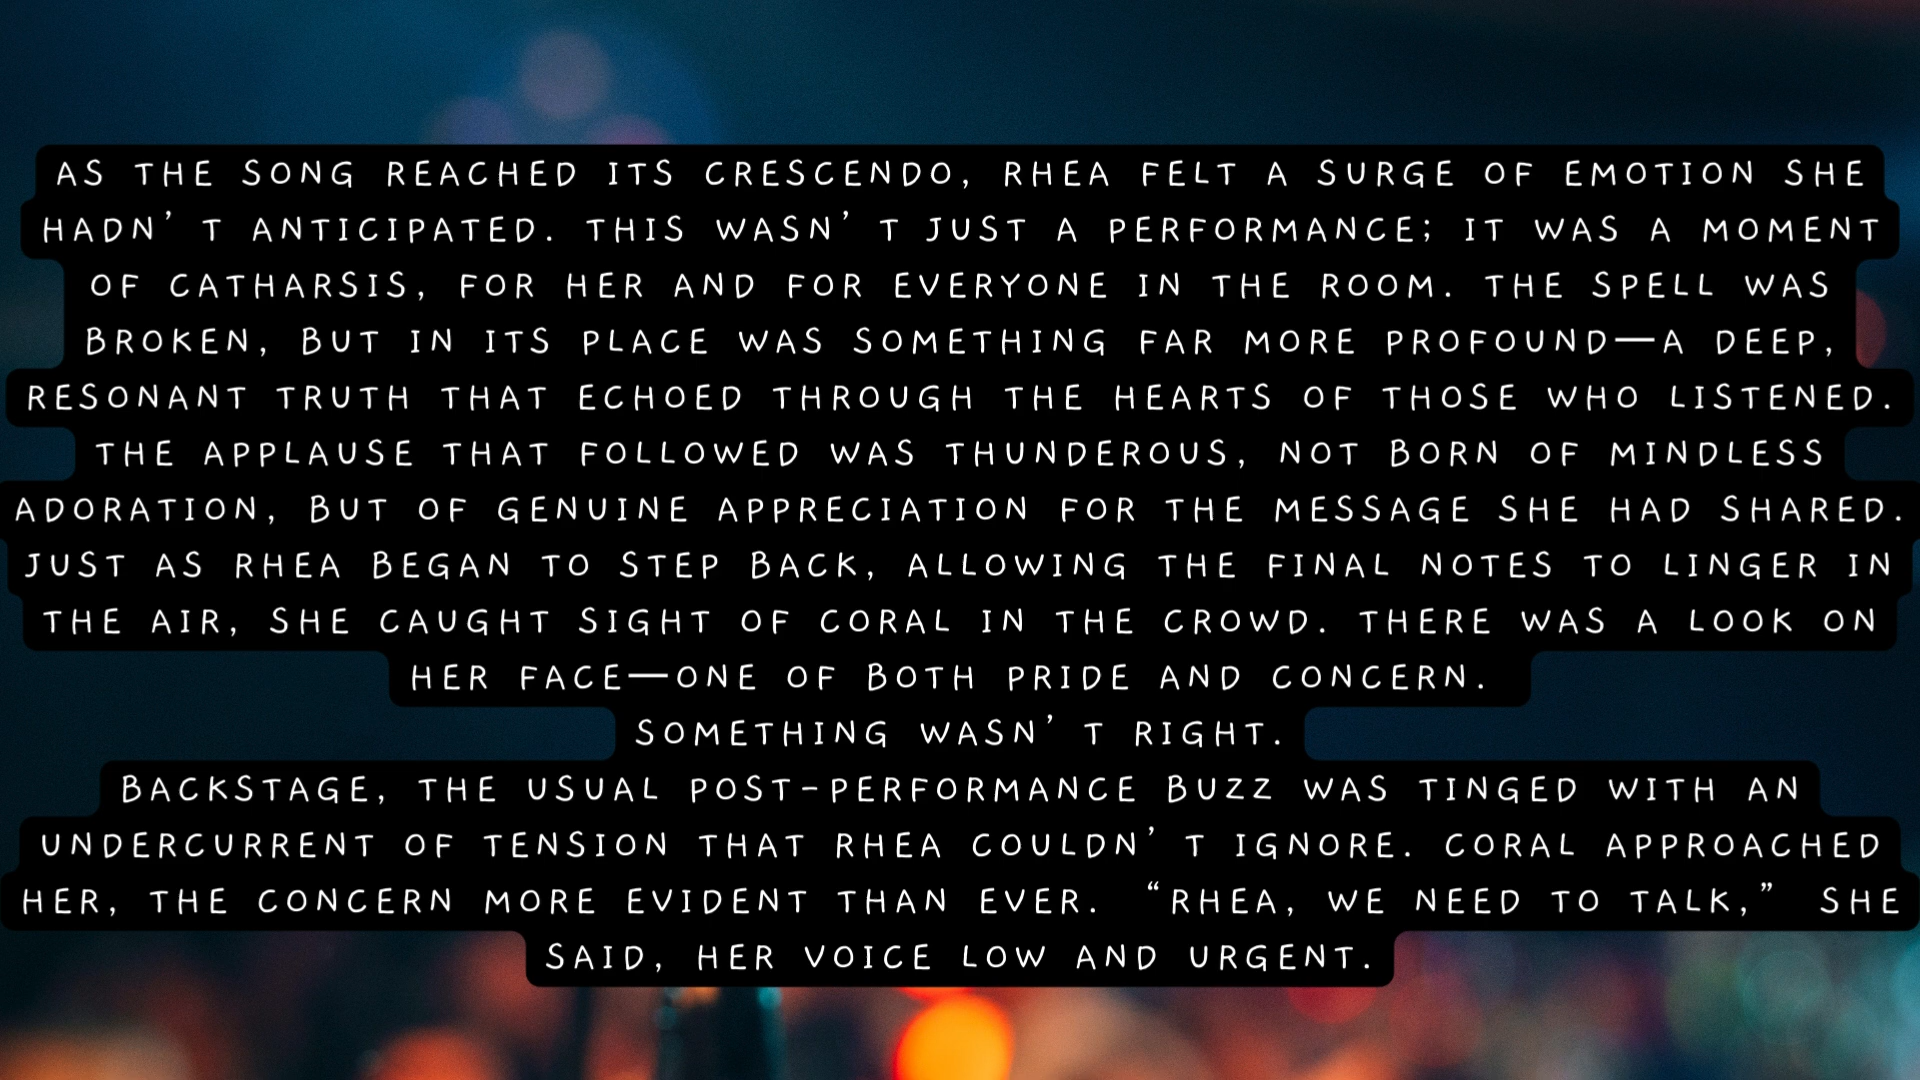 AS THE SONG REACHED ITS CRESCENDO, RHEA FELT A SURGE OF EMOTION SHE
HADN’T ANTICIPATED. THIS WASN’T JUST A PERFORMANCE; IT WAS A MOMENT
OF CATHARSIS, FOR HER AND FOR EVERYONE IN THE ROOM. THE SPELL WAS
BROKEN, BUT IN ITS PLACE WAS SOMETHING FAR MORE PROFOUND—A DEEP,
RESONANT TRUTH THAT ECHOED THROUGH THE HEARTS OF THOSE WHO LISTENED.
THE APPLAUSE THAT FOLLOWED WAS THUNDEROUS, NOT BORN OF MINDLESS
ADORATION, BUT OF GENUINE APPRECIATION FOR THE MESSAGE SHE HAD SHARED.
JUST AS RHEA BEGAN TO STEP BACK, ALLOWING THE FINAL NOTES TO LINGER IN
THE AIR, SHE CAUGHT SIGHT OF CORAL IN THE CROWD. THERE WAS A LOOK ON
HER FACE—ONE OF BOTH PRIDE AND CONCERN.
SOMETHING WASN’T RIGHT.
BACKSTAGE, THE USUAL POST-PERFORMANCE BUZZ WAS TINGED WITH AN
UNDERCURRENT OF TENSION THAT RHEA COULDN’T IGNORE. CORAL APPROACHED
HER, THE CONCERN MORE EVIDENT THAN EVER. “RHEA, WE NEED TO TALK,” SHE
SAID, HER VOICE LOW AND URGENT.